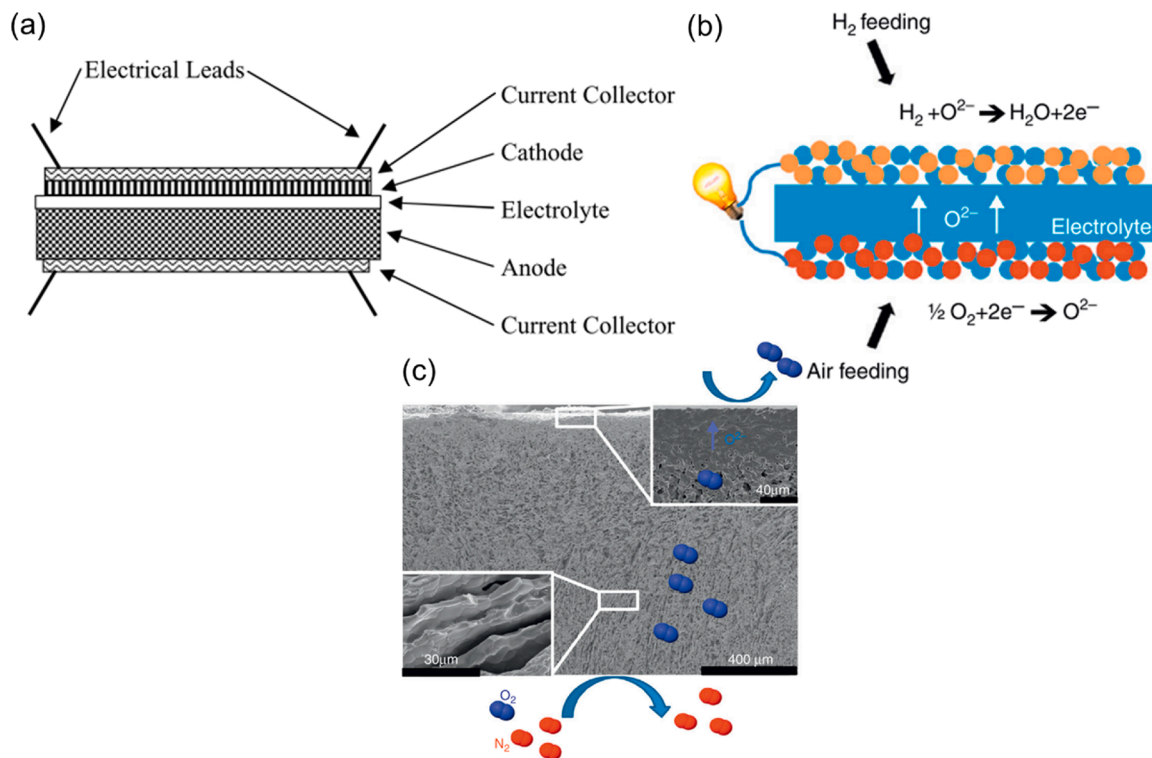 (a)
Electrical Leads
Current Collector
Cathode
Electrolyte
Anode
Current Collector
(b)
H₂ feeding
H₂ +O²⁻ → H₂O+2e⁻
O²⁻
Electrolyte
½ O₂+2e⁻ → O²⁻
Air feeding
(c)
O²⁻
40μm
30μm
400 μm
O₂
N₂